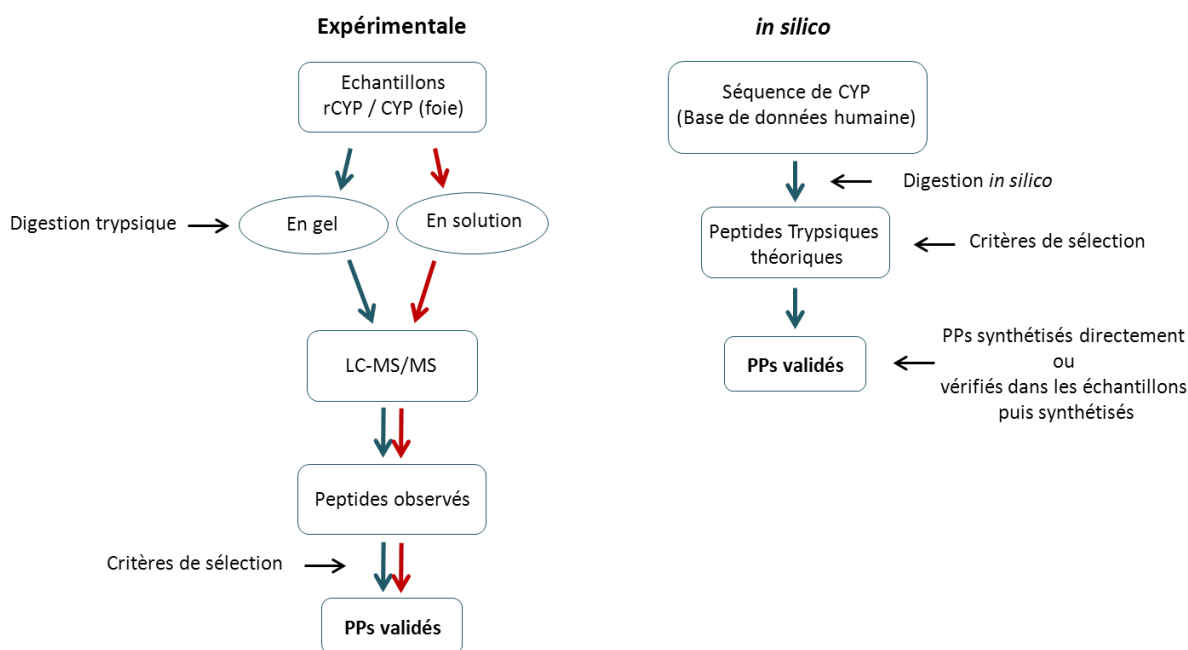 Expérimentale
Echantillons
rCYP / CYP (foie)
Digestion trypsique
En gel
En solution
LC-MS/MS
Peptides observés
Critères de sélection
PPs validés
in silico
Séquence de CYP
(Base de données humaine)
Digestion in silico
Peptides Trypsiques
théoriques
Critères de sélection
PPs validés
PPs synthétisés directement
ou
vérifiés dans les échantillons
puis synthétisés